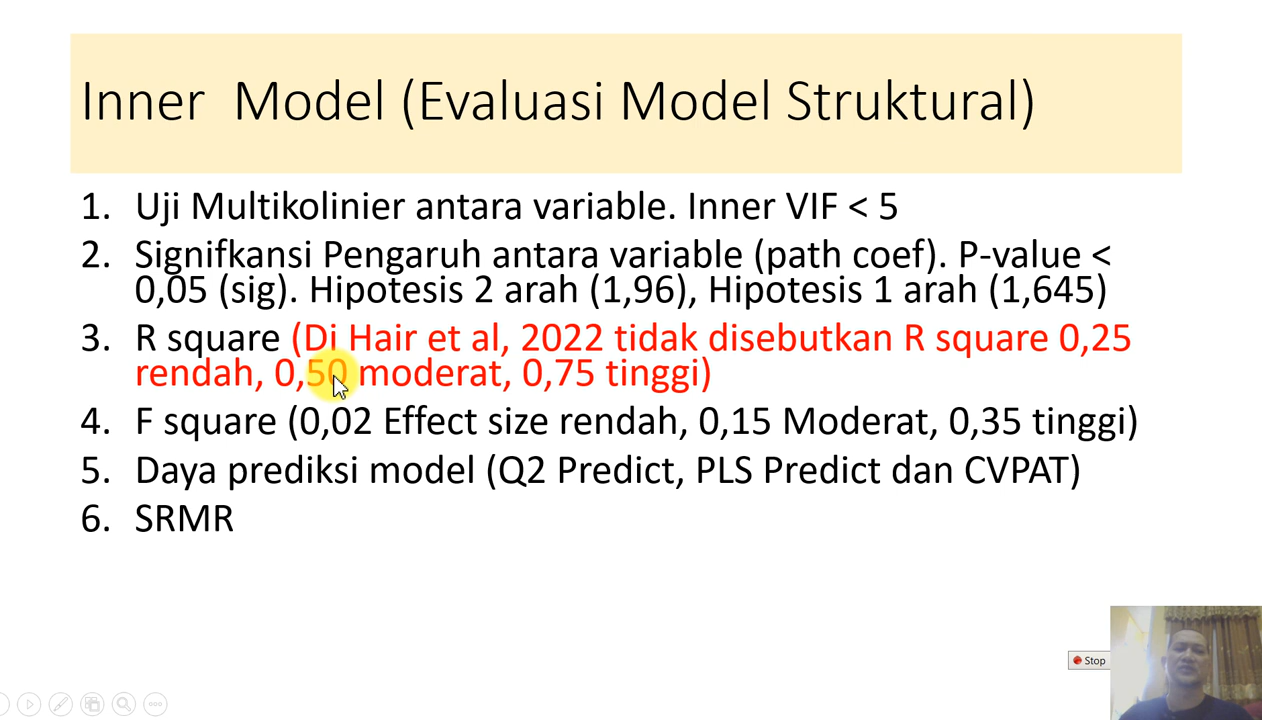 Inner Model (Evaluasi Model Struktural)
1. Uji Multikolinier antara variable. Inner VIF < 5
2. Signifkansi Pengaruh antara variable (path coef). P-value <
0,05 (sig). Hipotesis 2 arah (1,96), Hipotesis 1 arah (1,645)
3. R square (Di Hair et al, 2022 tidak disebutkan R square 0,25
rendah, 0,50 moderat, 0,75 tinggi)
4. F square (0,02 Effect size rendah, 0,15 Moderat, 0,35 tinggi)
5. Daya prediksi model (Q2 Predict, PLS Predict dan CVPAT)
6. SRMR
Stop